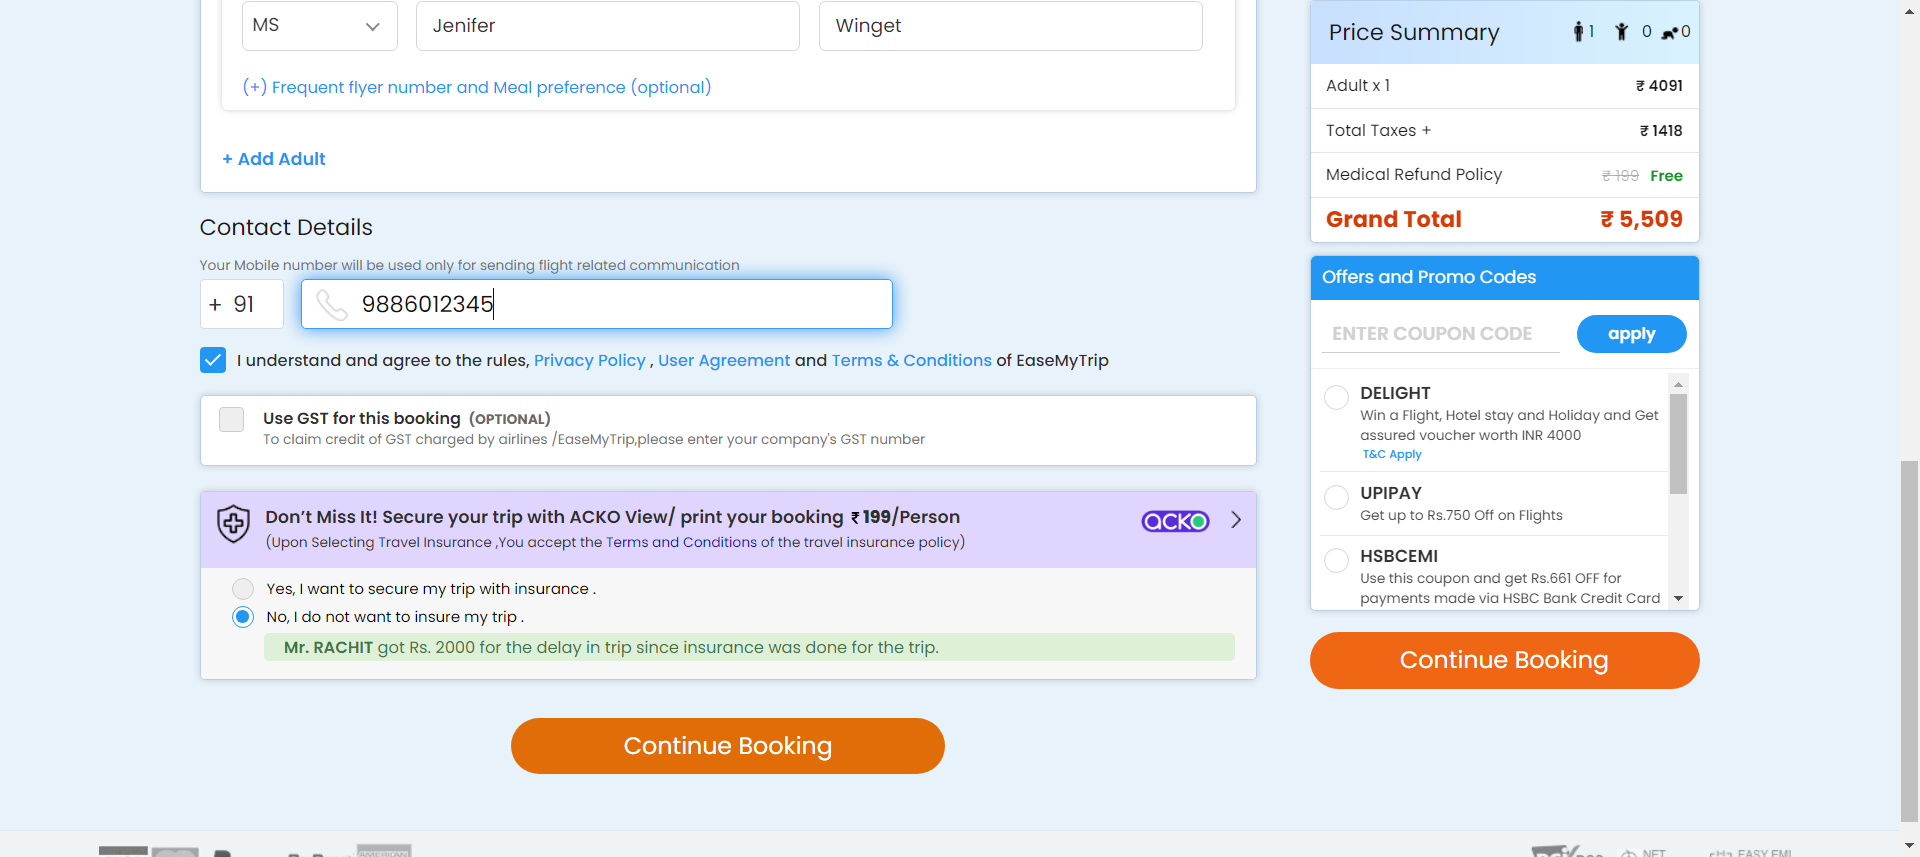 MS
Jenifer
Winget
(+) Frequent flyer number and Meal preference (optional)
+ Add Adult
Contact Details
Your Mobile number will be used only for sending flight related communication
+ 91
9886012345
I understand and agree to the rules, Privacy Policy , User Agreement and Terms & Conditions of EaseMyTrip
Use GST for this booking (OPTIONAL)
To claim credit of GST charged by airlines /EaseMyTrip,please enter your company's GST number
Don’t Miss It! Secure your trip with ACKO View/ print your booking ₹ 199/Person
(Upon Selecting Travel Insurance ,You accept the Terms and Conditions of the travel insurance policy)
acko
Yes, I want to secure my trip with insurance .
No, I do not want to insure my trip .
Mr. RACHIT got Rs. 2000 for the delay in trip since insurance was done for the trip.
Continue Booking
Price Summary
1 0 0
Adult x 1 ₹ 4091
Total Taxes + ₹ 1418
Medical Refund Policy ₹ 199 Free
Grand Total ₹ 5,509
Offers and Promo Codes
ENTER COUPON CODE
apply
DELIGHT
Win a Flight, Hotel stay and Holiday and Get
assured voucher worth INR 4000
T&C Apply
UPIPAY
Get up to Rs.750 Off on Flights
HSBCEMI
Use this coupon and get Rs.661 OFF for
payments made via HSBC Bank Credit Card
Continue Booking
AMERICAN
NET
EASY EMI